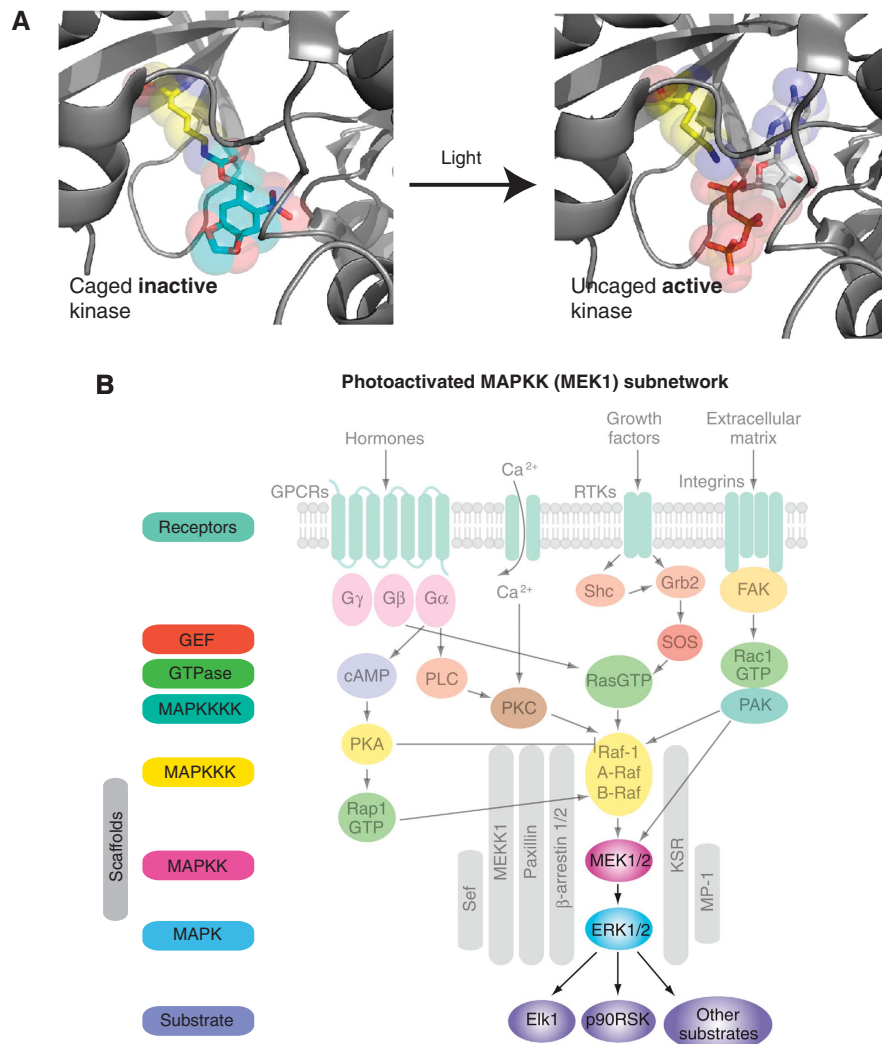 A
Light
Caged inactive
kinase
Uncaged active
kinase
B
Photoactivated MAPKK (MEK1) subnetwork
Hormones
Growth
factors
Extracellular
matrix
Ca2+
GPCRs
RTKs
Integrins
Receptors
Gγ
Gβ
Gα
Ca2+
Shc
Grb2
FAK
GEF
SOS
GTPase
cAMP
PLC
RasGTP
Rac1
GTP
MAPKKKK
PKC
PAK
PKA
Raf-1
A-Raf
B-Raf
MAPKKK
Rap1
GTP
Scaffolds
MAPKK
Sef
MEKK1
Paxillin
β-arrestin 1/2
MEK1/2
KSR
MP-1
MAPK
ERK1/2
Substrate
Elk1
p90RSK
Other
substrates